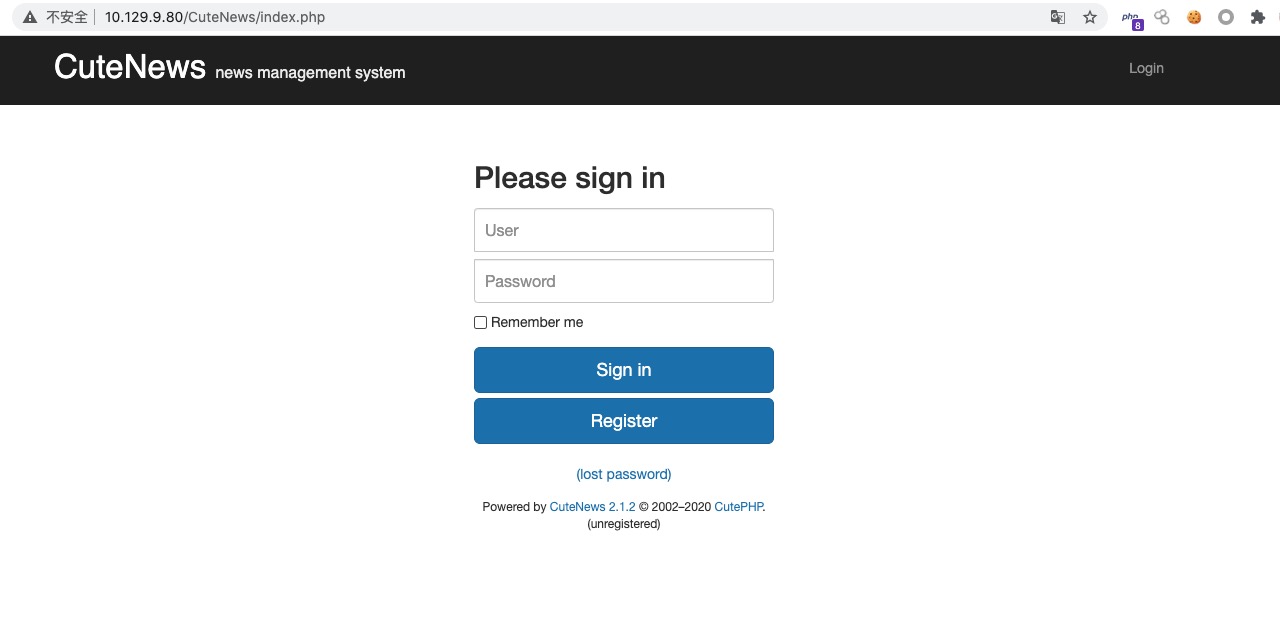 不安全 10.129.9.80/CuteNews/index.php
php
8
CuteNews news management system
Login
Please sign in
User
Password
Remember me
Sign in
Register
(lost password)
Powered by CuteNews 2.1.2 © 2002–2020 CutePHP.
(unregistered)